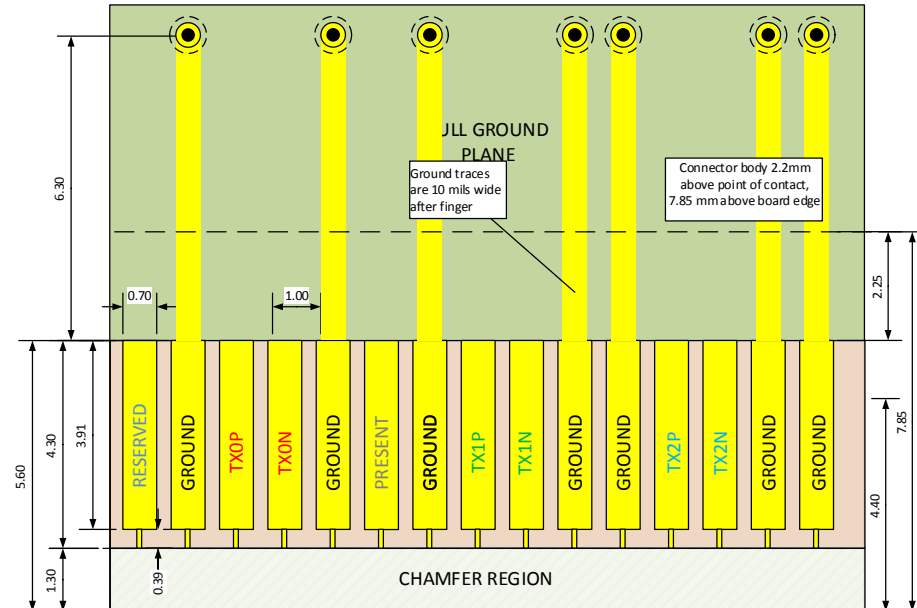 6.30
ULL GROUND
PLANE
Ground traces
are 10 mils wide
after finger
Connector body 2.2mm
above point of contact,
7.85 mm above board edge
2.25
0.70
1.00
5.60
4.30
3.91
RESERVED
GROUND
TX0P
TX0N
GROUND
PRESENT
GROUND
TX1P
TX1N
GROUND
GROUND
TX2P
TX2N
GROUND
GROUND
7.85
4.40
1.30
0.39
CHAMFER REGION